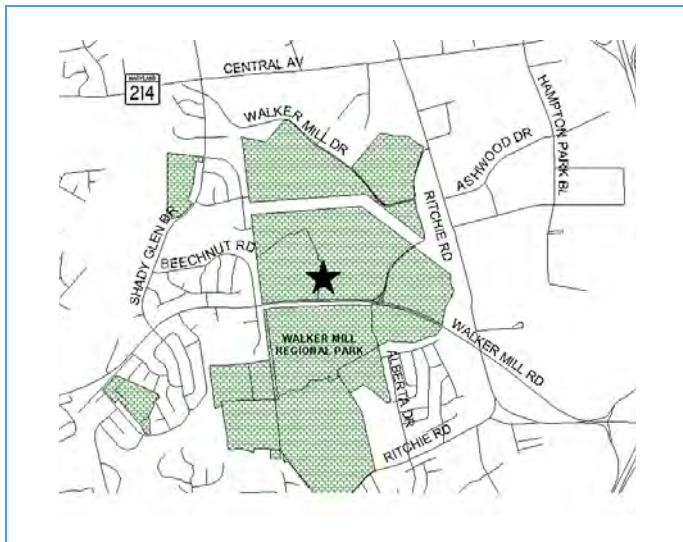 CENTRAL AV
MARYLAND
214
WALKER MILL DR
HAMPTON PARK BL
ASHWOOD DR
RITCHIE RD
SHADY GLEN DR
BEECHNUT RD
WALKER MILL
REGIONAL PARK
WALKER MILL RD
ALBERTA DR
RITCHIE RD